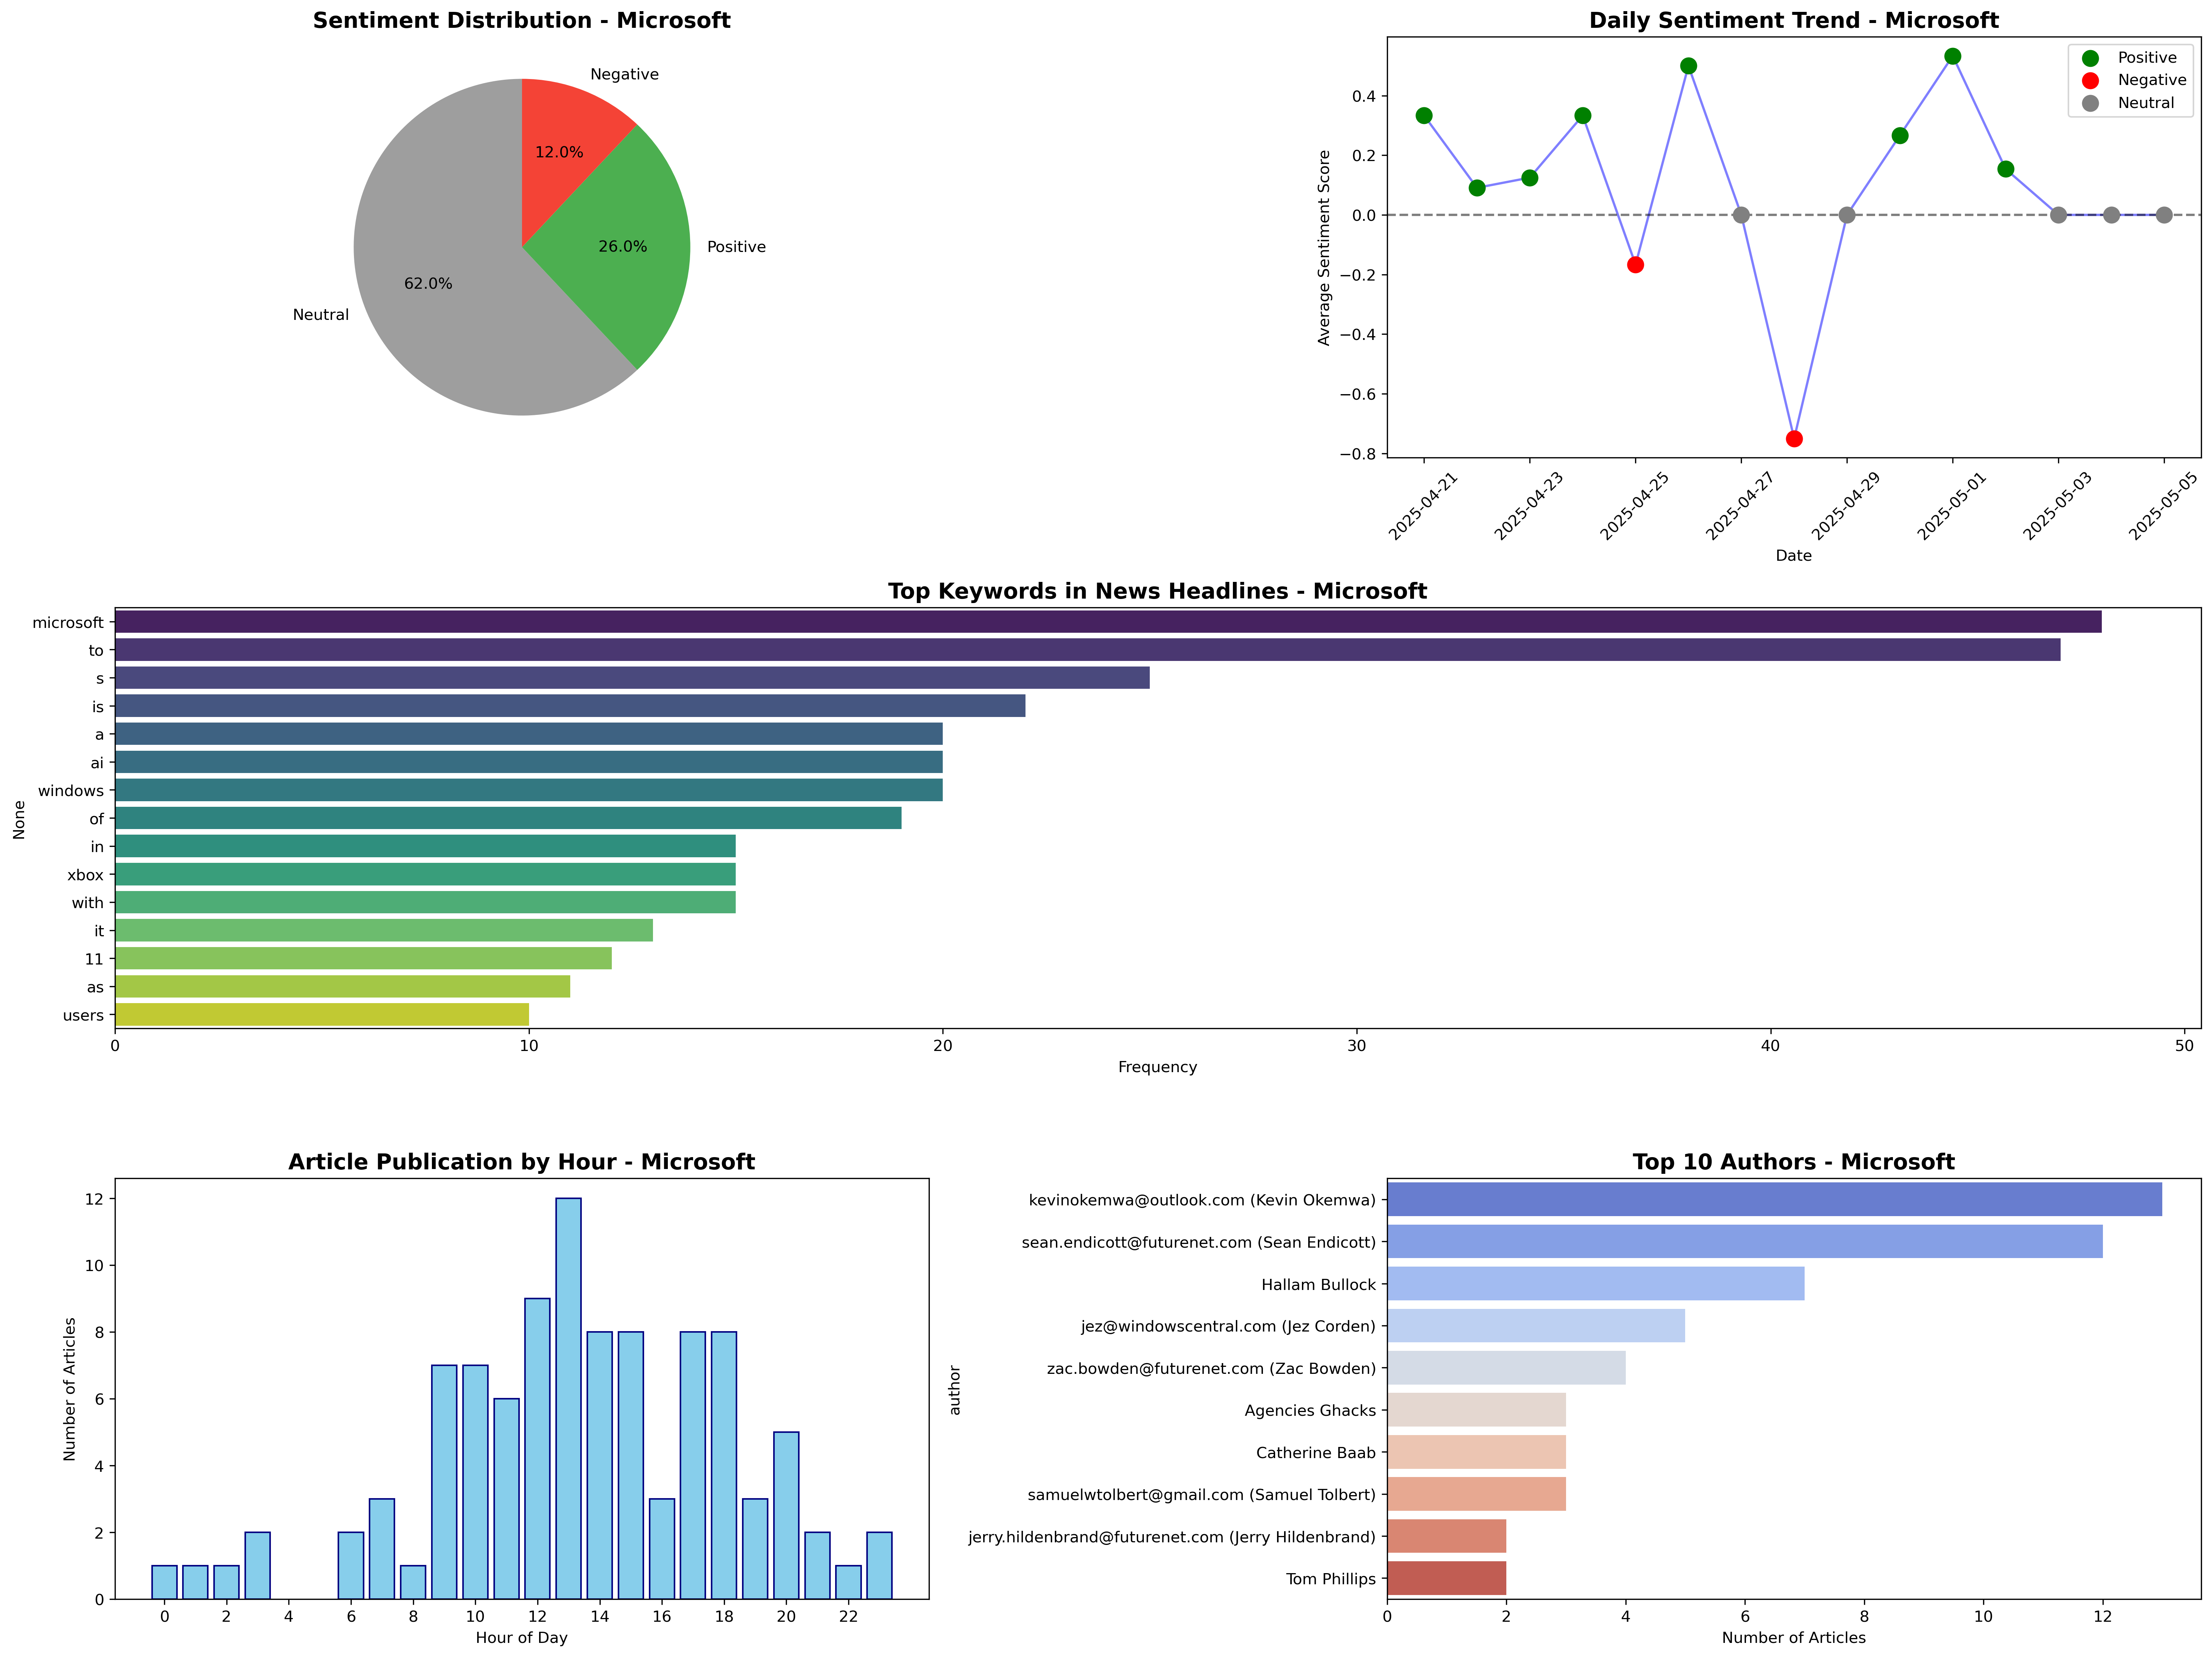 Sentiment Distribution - Microsoft
Negative
12.0%
26.0%
Positive
62.0%
Neutral
Daily Sentiment Trend - Microsoft
Positive
Negative
Neutral
Average Sentiment Score
0.4
0.2
0.0
−0.2
−0.4
−0.6
−0.8
2025-04-21
2025-04-23
2025-04-25
2025-04-27
2025-04-29
2025-05-01
2025-05-03
2025-05-05
Date
Top Keywords in News Headlines - Microsoft
None
microsoft
to
s
is
a
ai
windows
of
in
xbox
with
it
11
as
users
0 10 20 30 40 50
Frequency
Article Publication by Hour - Microsoft
Number of Articles
12
10
8
6
4
2
0
0 2 4 6 8 10 12 14 16 18 20 22
Hour of Day
Top 10 Authors - Microsoft
author
kevinokemwa@outlook.com (Kevin Okemwa)
sean.endicott@futurenet.com (Sean Endicott)
Hallam Bullock
jez@windowscentral.com (Jez Corden)
zac.bowden@futurenet.com (Zac Bowden)
Agencies Ghacks
Catherine Baab
samuelwtolbert@gmail.com (Samuel Tolbert)
jerry.hildenbrand@futurenet.com (Jerry Hildenbrand)
Tom Phillips
0 2 4 6 8 10 12
Number of Articles